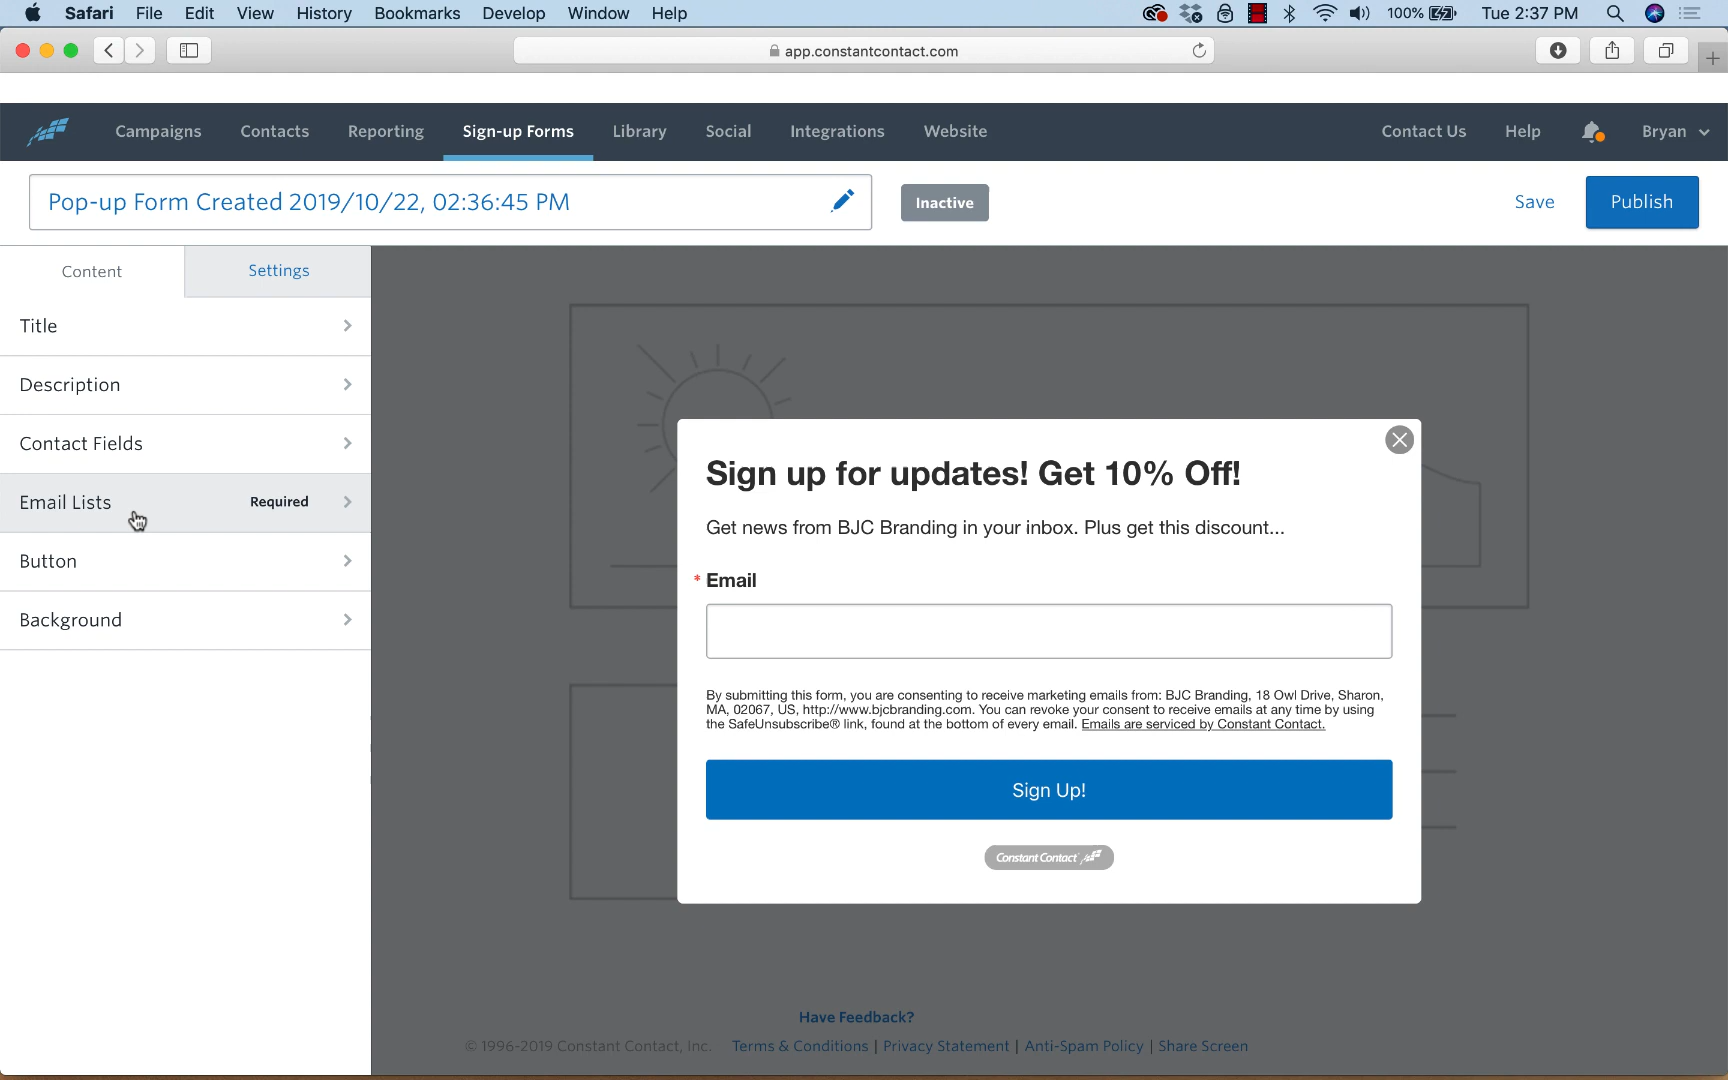 Safari File Edit View History Bookmarks Develop Window Help 100% Tue 2:37 PM
app.constantcontact.com
Campaigns Contacts Reporting Sign-up Forms Library Social Integrations Website Contact Us Help Bryan
Pop-up Form Created 2019/10/22, 02:36:45 PM Inactive Save Publish
Content Settings
Title
Description
Contact Fields
Email Lists Required
Button
Background
Sign up for updates! Get 10% Off!
Get news from BJC Branding in your inbox. Plus get this discount...
* Email
By submitting this form, you are consenting to receive marketing emails from: BJC Branding, 18 Owl Drive, Sharon,
MA, 02067, US, http://www.bjcbranding.com. You can revoke your consent to receive emails at any time by using
the SafeUnsubscribe® link, found at the bottom of every email. Emails are serviced by Constant Contact.
Sign Up!
Constant Contact
Have Feedback?
© 1996-2019 Constant Contact, Inc. Terms & Conditions | Privacy Statement | Anti-Spam Policy | Share Screen